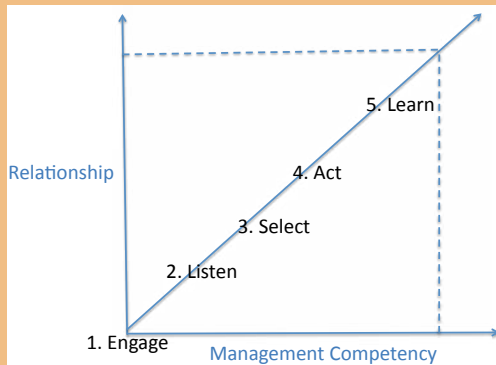 5. Learn
Relationship
4. Act
3. Select
2. Listen
1. Engage
Management Competency